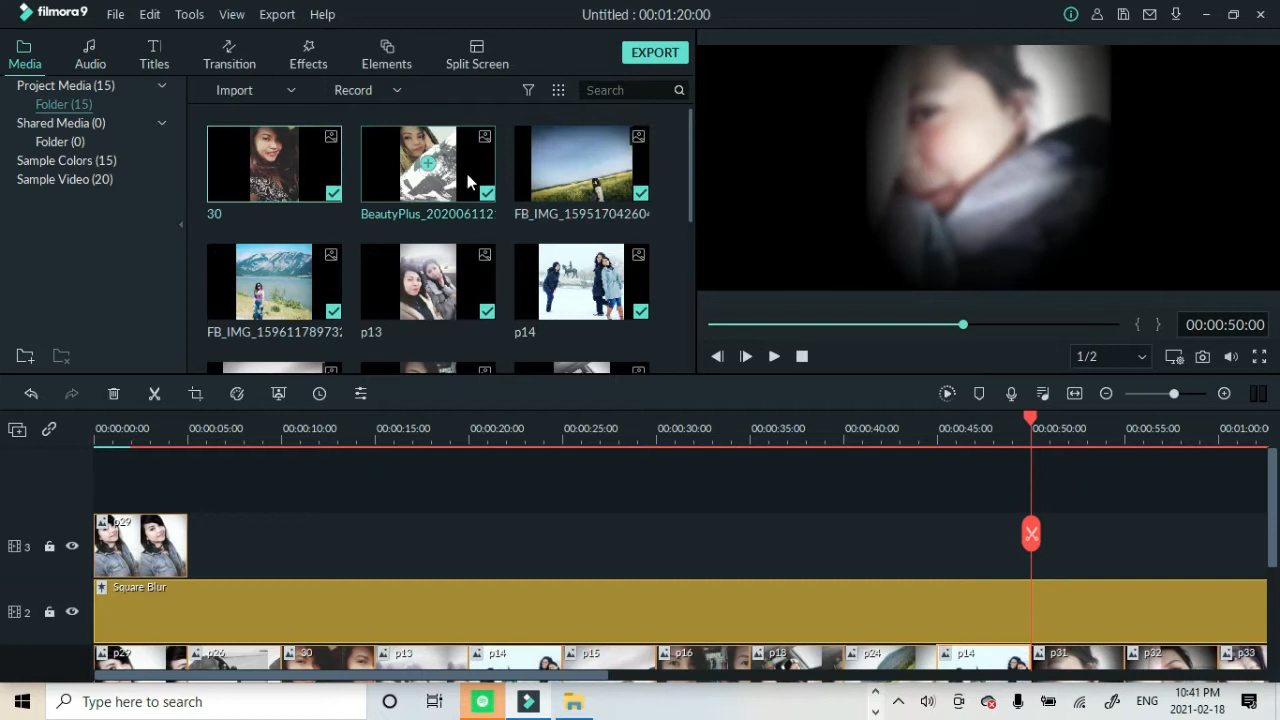 filmora9 File Edit Tools View Export Help Untitled : 00:01:20:00
Media Audio Titles Transition Effects Elements Split Screen EXPORT
Project Media (15)
Folder (15)
Shared Media (0)
Folder (0)
Sample Colors (15)
Sample Video (20)
Import Record Search
30 BeautyPlus_2020061121 FB_IMG_15951704260
FB_IMG_159611789732 p13 p14
00:00:50:00
1/2
00:00:00:00 00:00:05:00 00:00:10:00 00:00:15:00 00:00:20:00 00:00:25:00 00:00:30:00 00:00:35:00 00:00:40:00 00:00:45:00 00:00:50:00 00:00:55:00 00:01:00:0
3 p29
2 Square Blur
p29 p26 30 p13 p14 p15 p16 p18 p24 p14 p31 p32 p33
Type here to search ENG 10:41 PM
2021-02-18